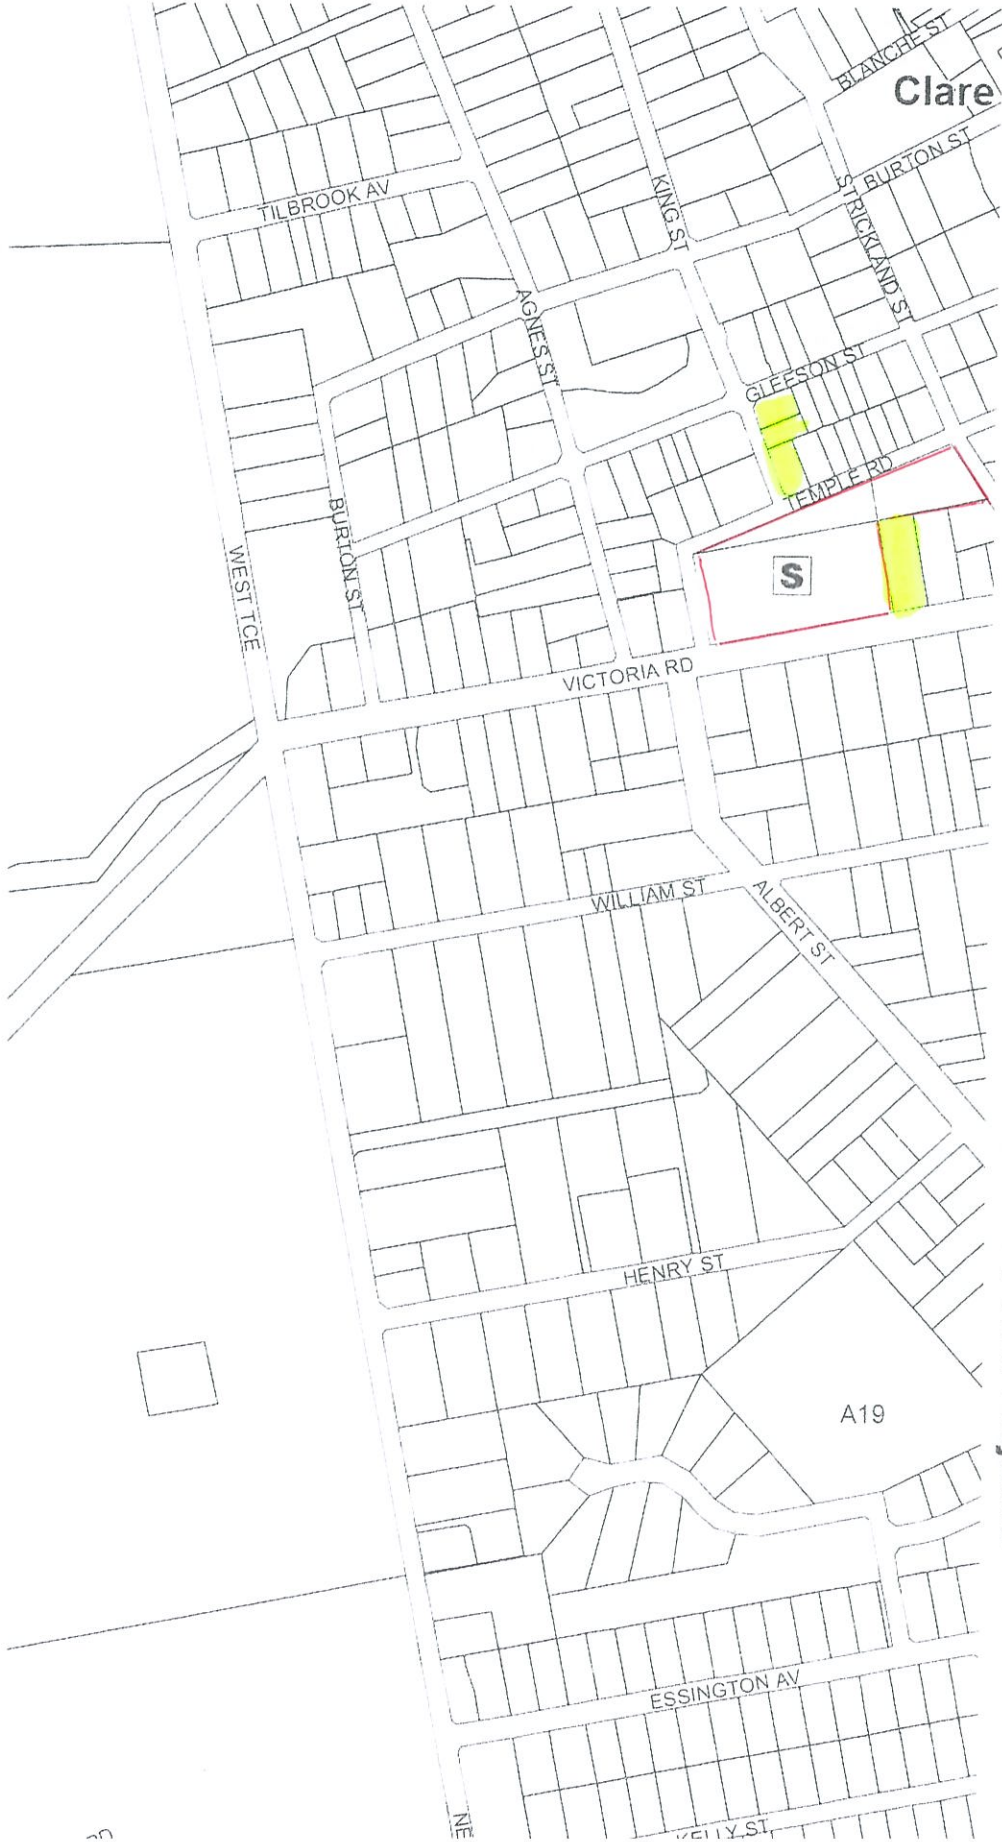 BLANCHE ST
Clare
BURTON ST
TILBROOK AV
KING ST
STRICKLAND ST
AGNES ST
GLEESON ST
TEMPLE RD
BURTON ST
WEST TCE
S
VICTORIA RD
WILLIAM ST
ALBERT ST
HENRY ST
A19
ESSINGTON AV
NE
KELLY ST